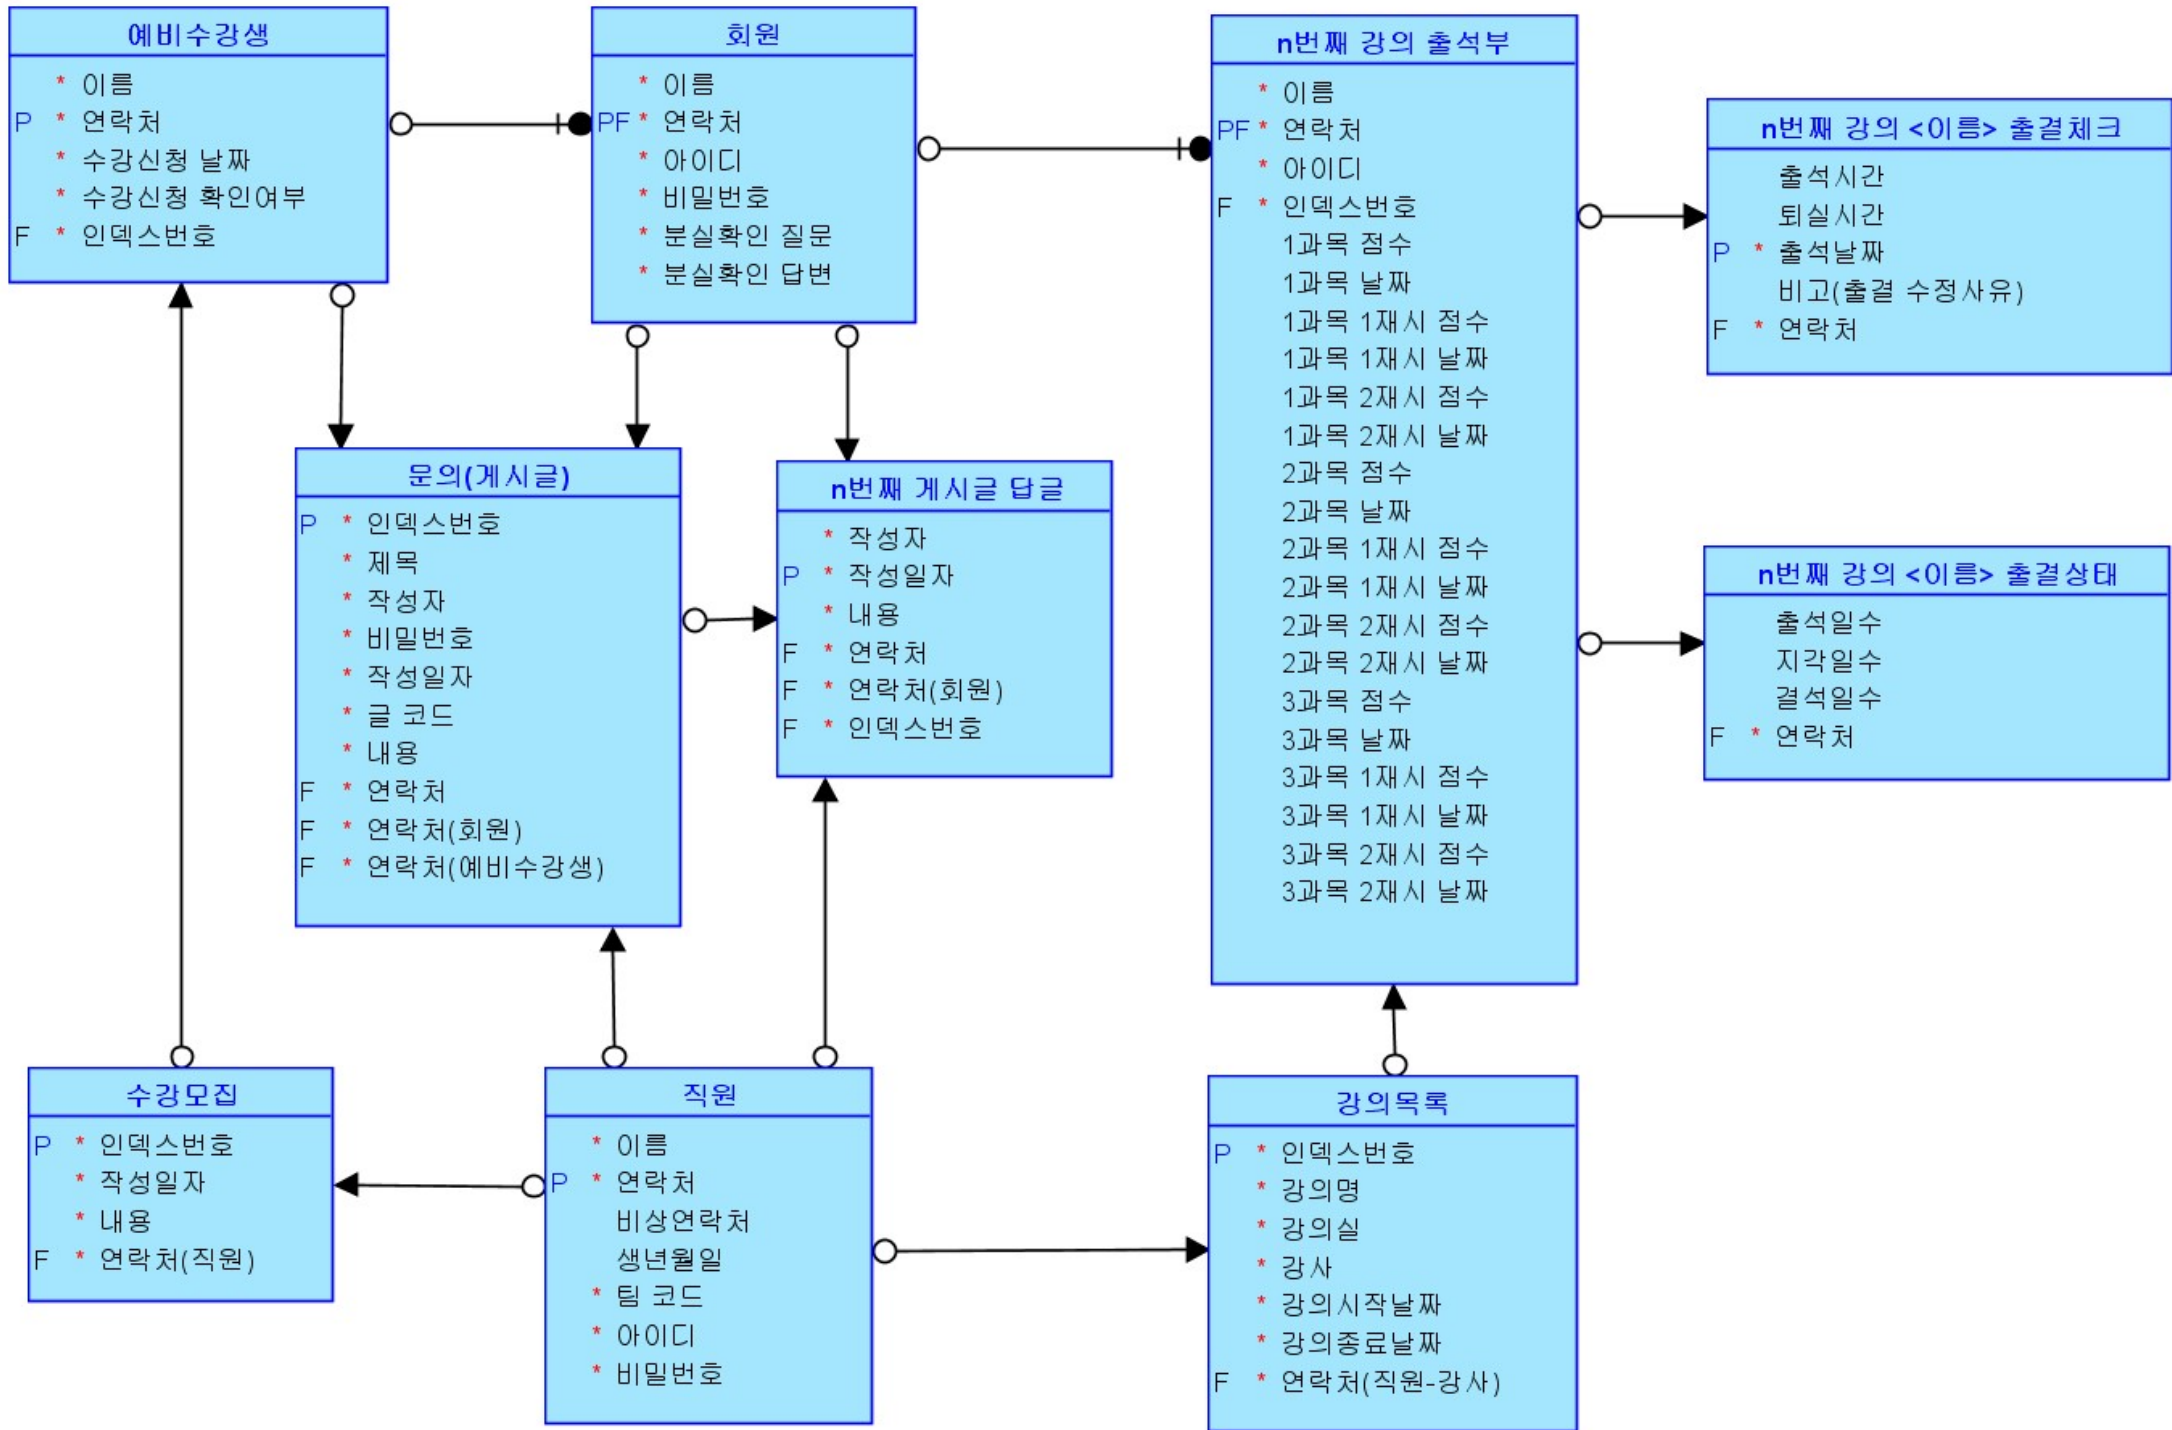 예비수강생
* 이름
P * 연락처
* 수강신청 날짜
* 수강신청 확인여부
F * 인덱스번호
회원
* 이름
PF * 연락처
* 아이디
* 비밀번호
* 분실확인 질문
* 분실확인 답변
n번째 강의 출석부
* 이름
PF * 연락처
* 아이디
F * 인덱스번호
1과목 점수
1과목 날짜
1과목 1재시 점수
1과목 1재시 날짜
1과목 2재시 점수
1과목 2재시 날짜
2과목 점수
2과목 날짜
2과목 1재시 점수
2과목 1재시 날짜
2과목 2재시 점수
2과목 2재시 날짜
3과목 점수
3과목 날짜
3과목 1재시 점수
3과목 1재시 날짜
3과목 2재시 점수
3과목 2재시 날짜
n번째 강의 <이름> 출결체크
출석시간
퇴실시간
P * 출석날짜
비고(출결 수정사유)
F * 연락처
문의(게시글)
P * 인덱스번호
* 제목
* 작성자
* 비밀번호
* 작성일자
* 글 코드
* 내용
F * 연락처
F * 연락처(회원)
F * 연락처(예비수강생)
n번째 게시글 답글
* 작성자
P * 작성일자
* 내용
F * 연락처
F * 연락처(회원)
F * 인덱스번호
n번째 강의 <이름> 출결상태
출석일수
지각일수
결석일수
F * 연락처
수강모집
P * 인덱스번호
* 작성일자
* 내용
F * 연락처(직원)
직원
* 이름
P * 연락처
비상연락처
생년월일
* 팀 코드
* 아이디
* 비밀번호
강의목록
P * 인덱스번호
* 강의명
* 강의실
* 강사
* 강의시작날짜
* 강의종료날짜
F * 연락처(직원-강사)